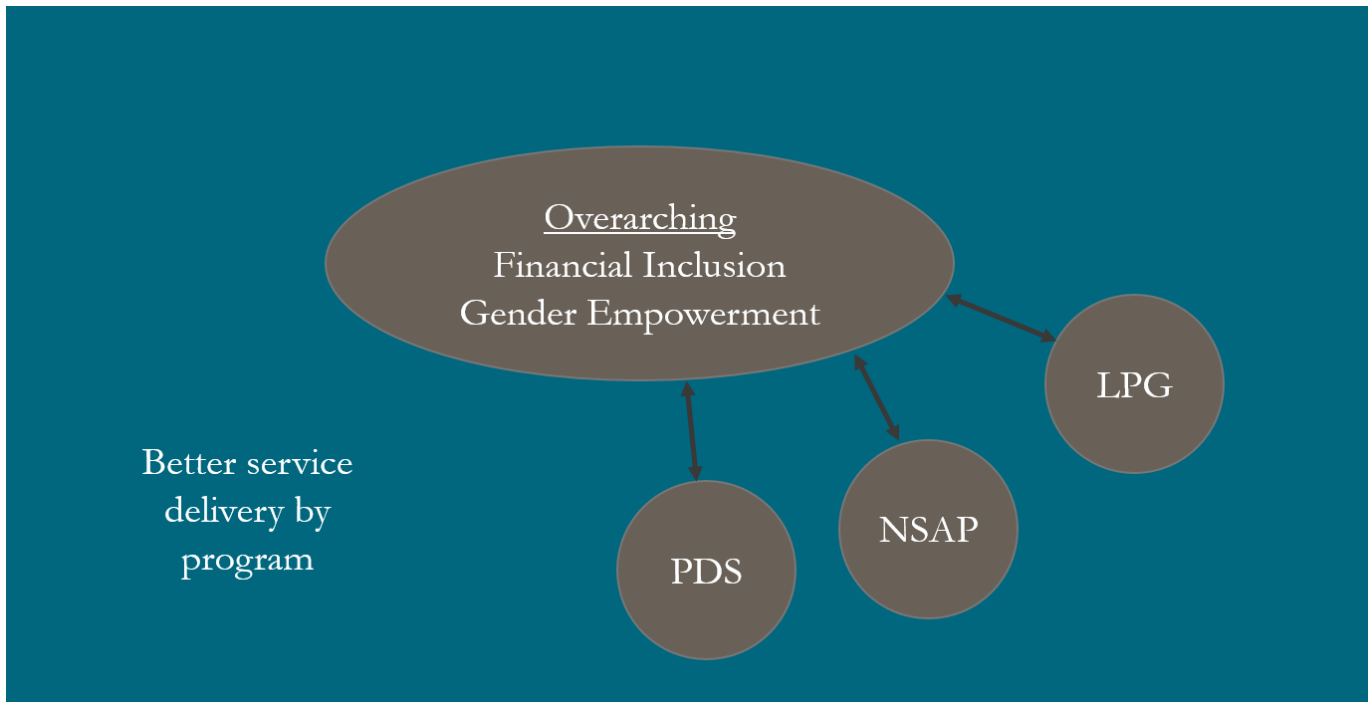 Overarching
Financial Inclusion
Gender Empowerment
LPG
NSAP
PDS
Better service
delivery by
program